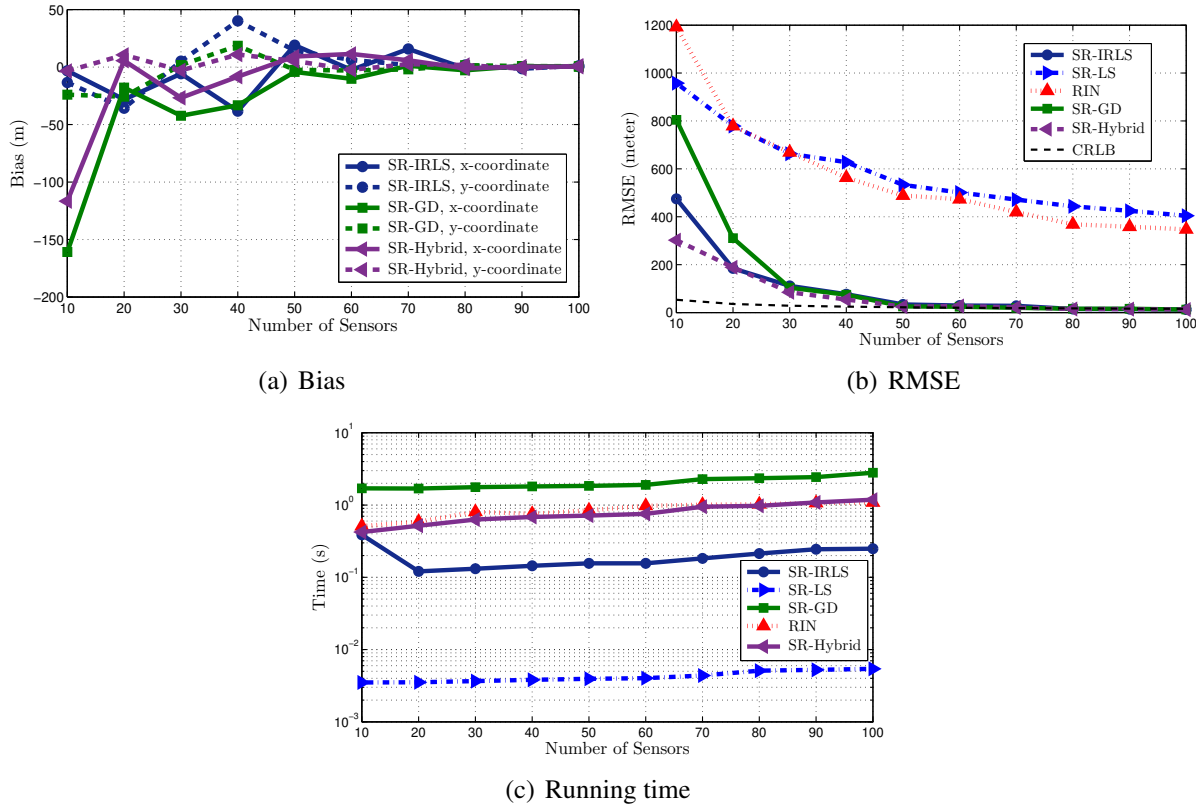 50
0
−50
−100
−150
−200
Bias (m)
10 20 30 40 50 60 70 80 90 100
Number of Sensors
SR-IRLS, x-coordinate
SR-IRLS, y-coordinate
SR-GD, x-coordinate
SR-GD, y-coordinate
SR-Hybrid, x-coordinate
SR-Hybrid, y-coordinate
(a) Bias
1200
1000
800
600
400
200
0
RMSE (meter)
10 20 30 40 50 60 70 80 90 100
Number of Sensors
SR-IRLS
SR-LS
RIN
SR-GD
SR-Hybrid
CRLB
(b) RMSE
10^1
10^0
10^−1
10^−2
10^−3
Time (s)
10 20 30 40 50 60 70 80 90 100
Number of Sensors
SR-IRLS
SR-LS
SR-GD
RIN
SR-Hybrid
(c) Running time